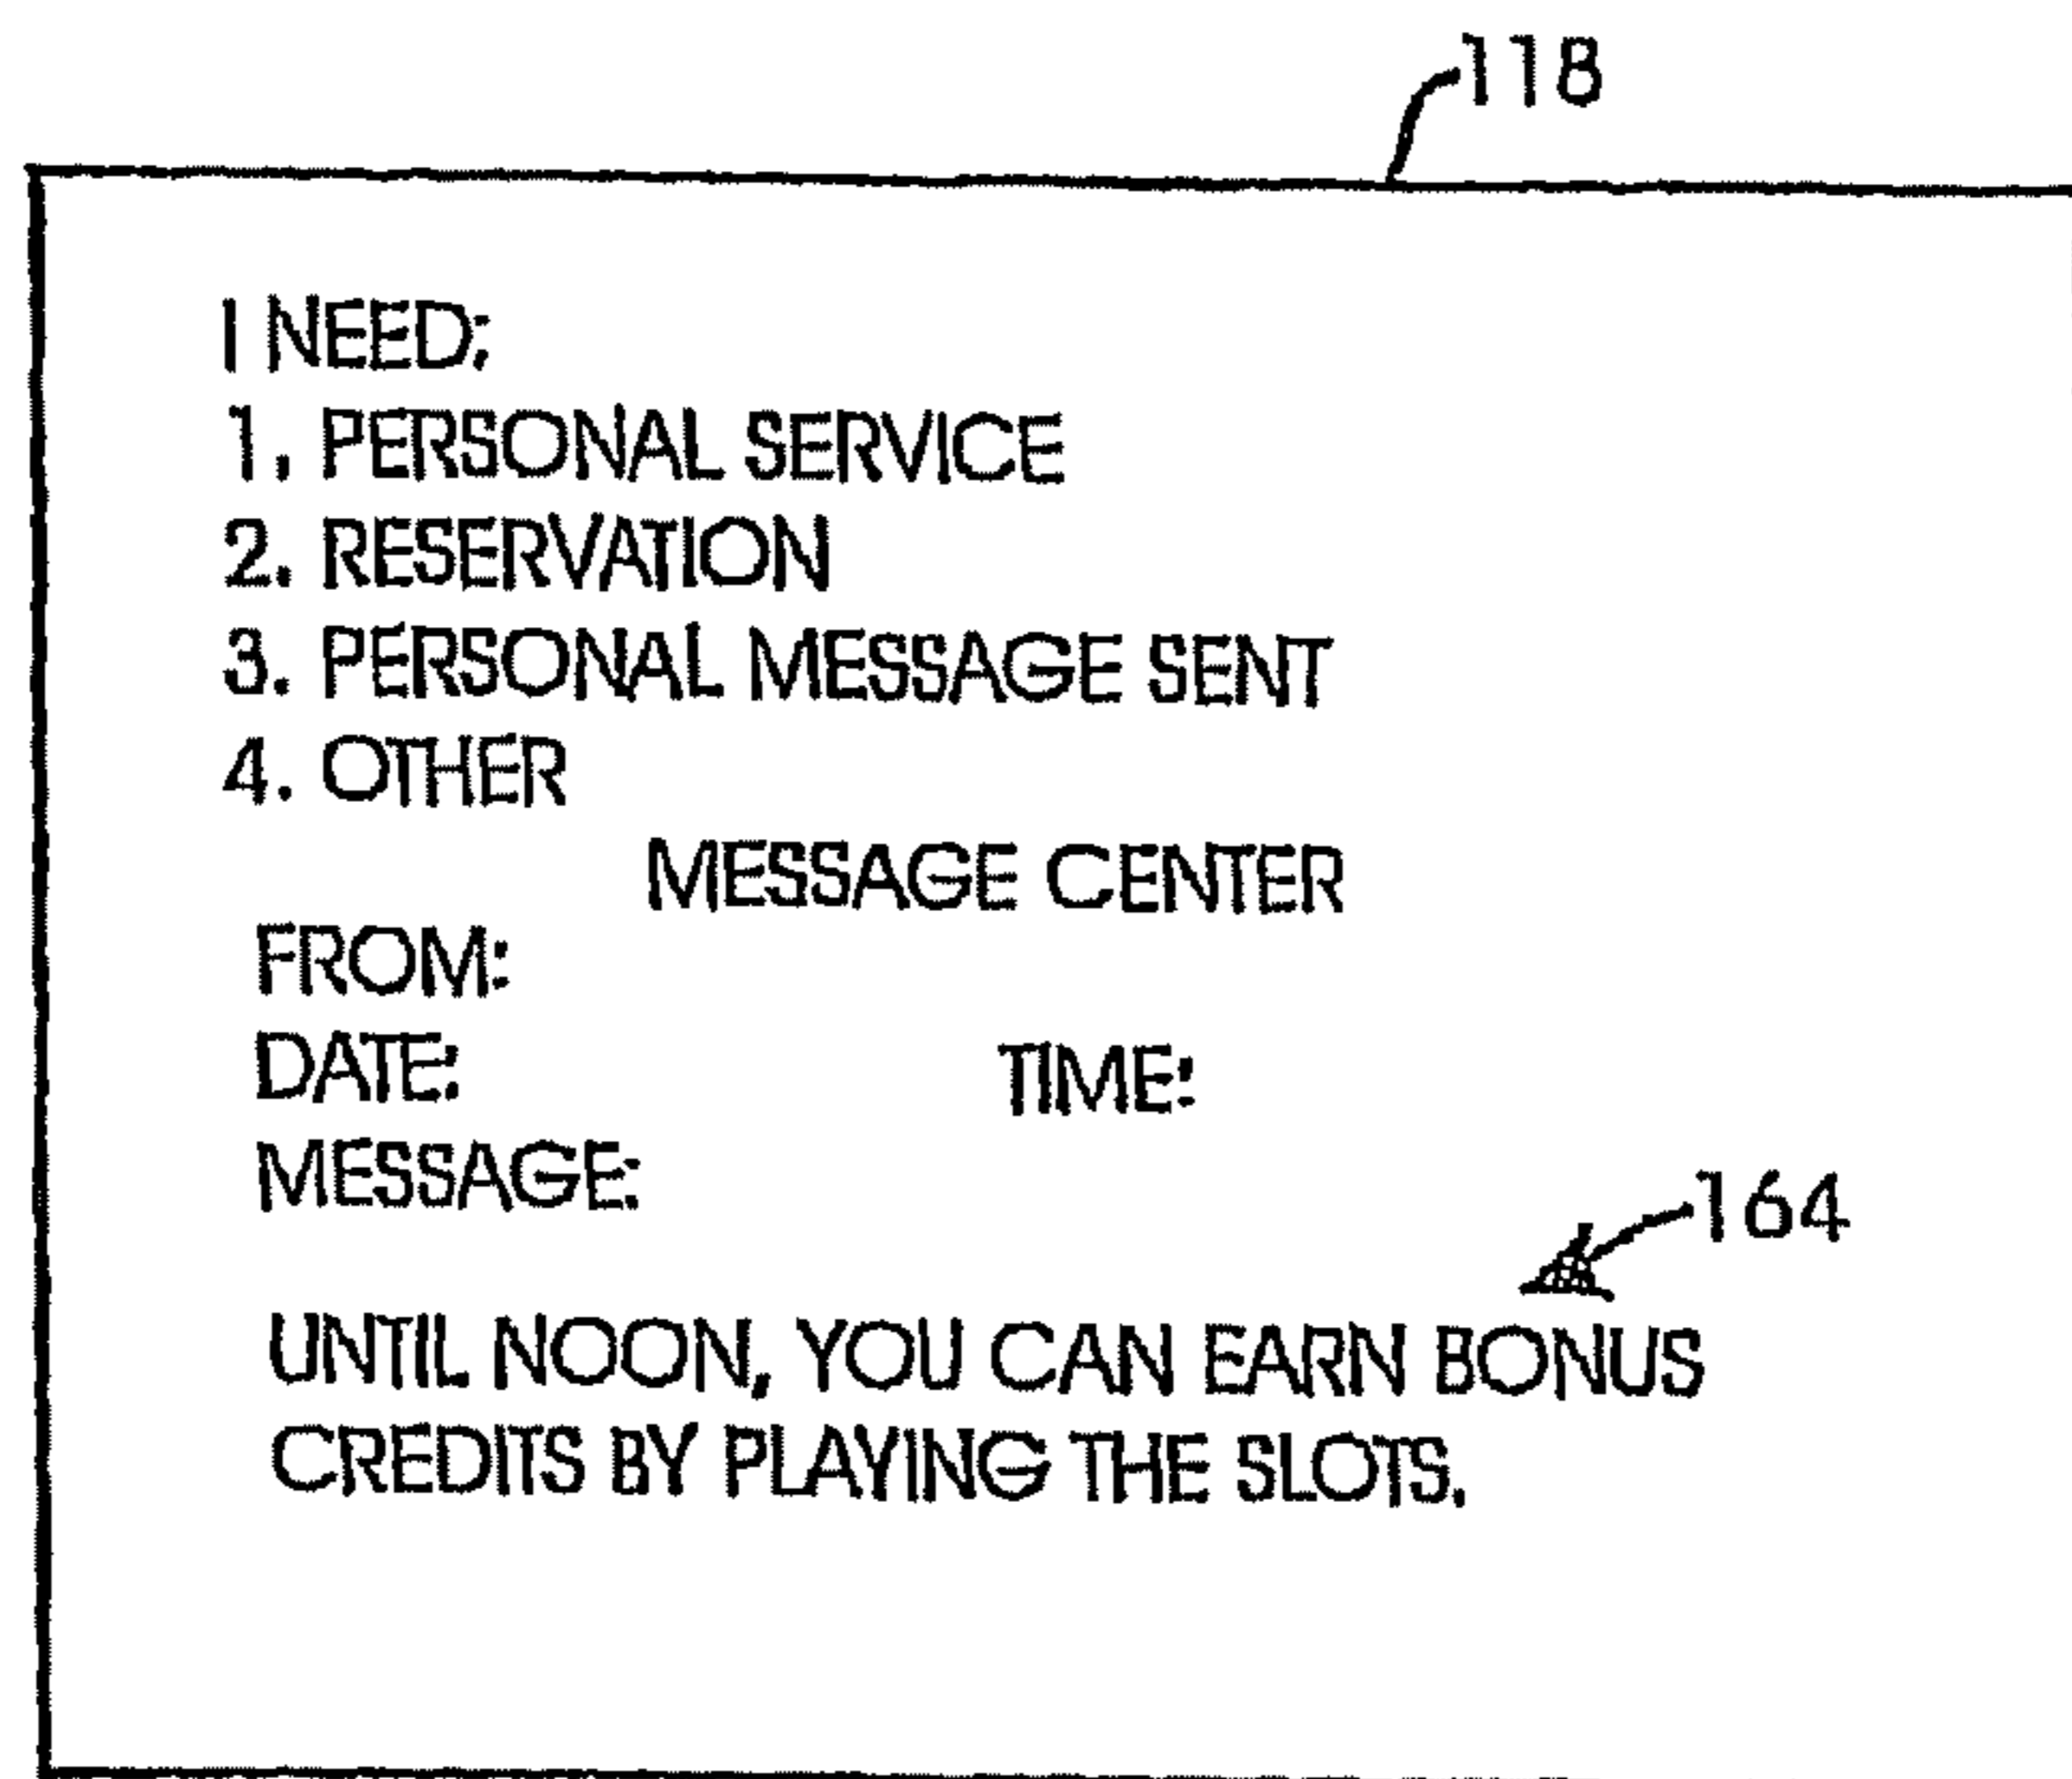 118
I NEED:
1. PERSONAL SERVICE
2. RESERVATION
3. PERSONAL MESSAGE SENT
4. OTHER
MESSAGE CENTER
FROM:
DATE: TIME:
MESSAGE:
164
UNTIL NOON, YOU CAN EARN BONUS
CREDITS BY PLAYING THE SLOTS.